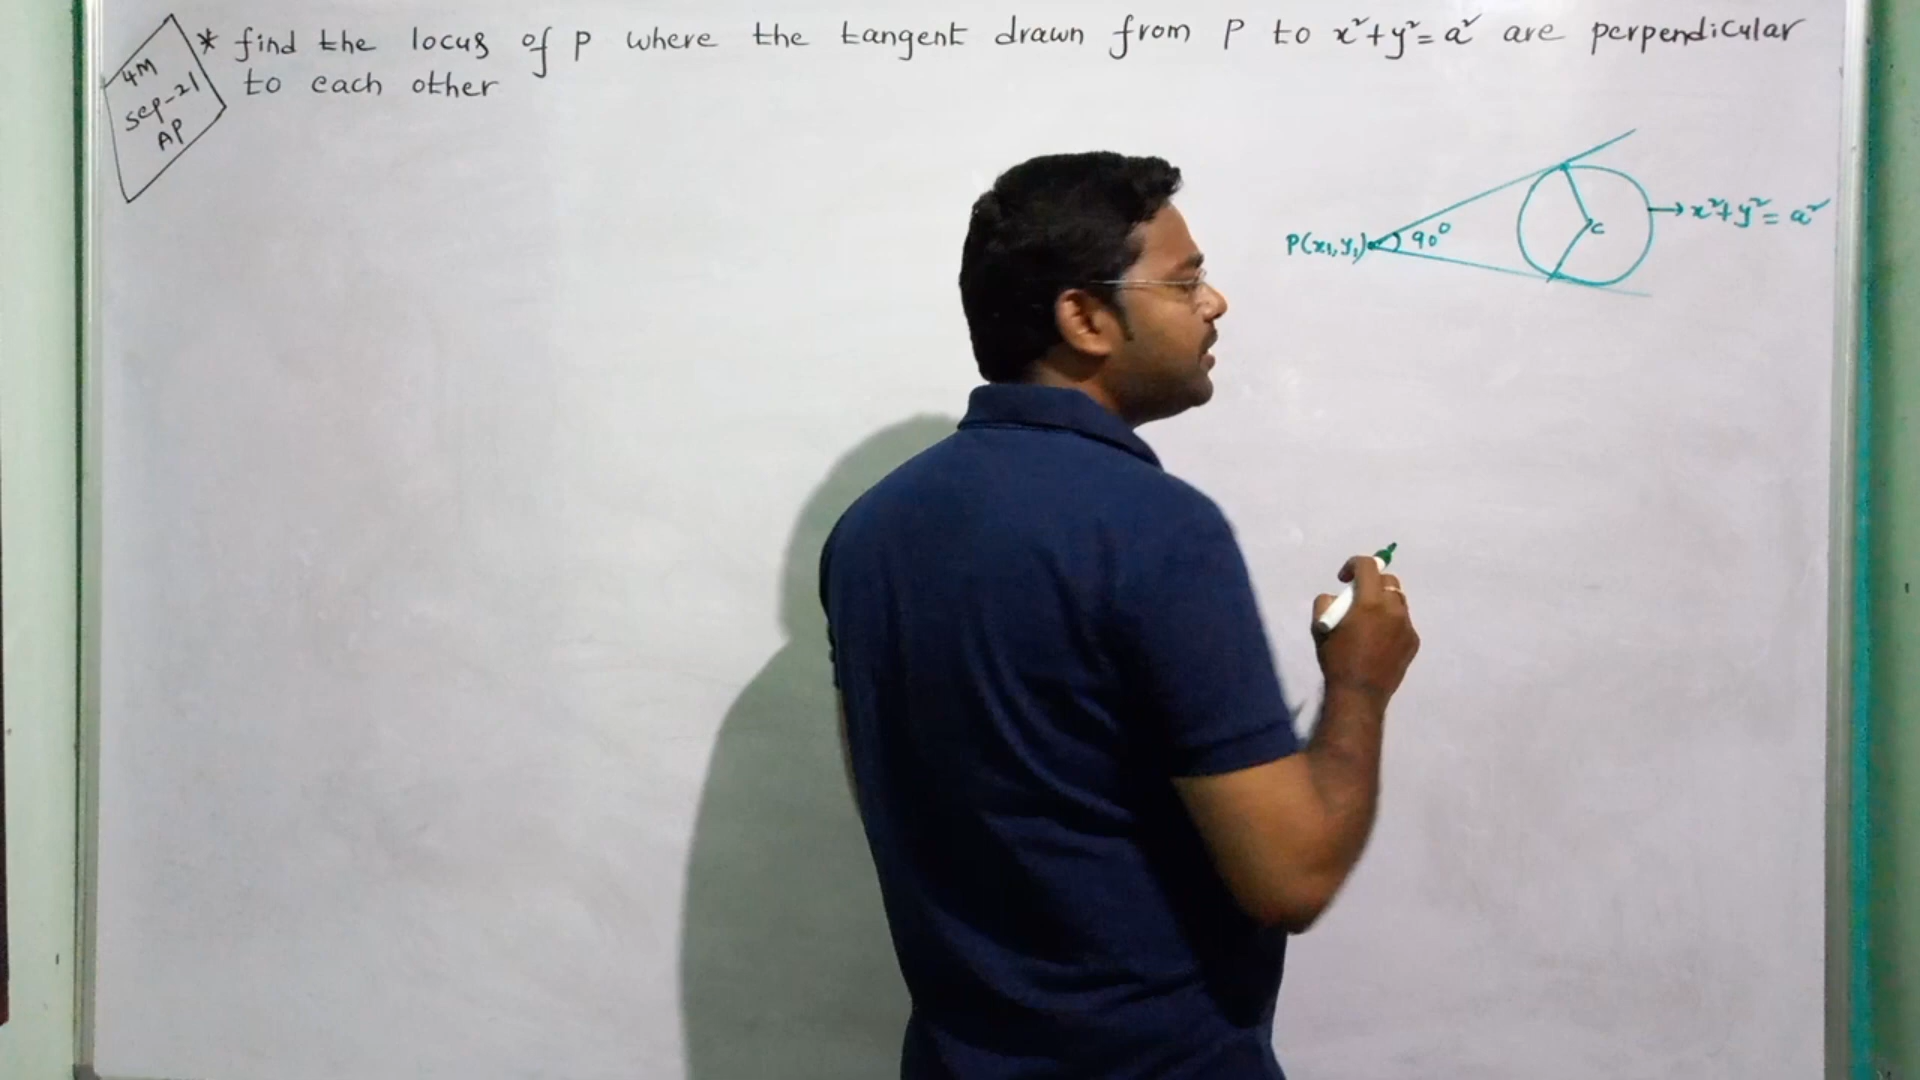 4M
Sep-21
AP
* find the locus of P where the tangent drawn from P to x²+y²=a² are perpendicular
to each other
P(x₁,y₁)
90°
C
→x²+y²=a²